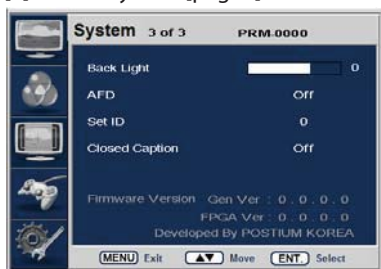 System 3 of 3 PRM-0000
Back Light 0
AFD Off
Set ID 0
Closed Caption Off
Firmware Version Gen Ver : 0 . 0 . 0 . 0
FPGA Ver : 0 . 0 . 0 . 0
Developed By POSTIUM KOREA
MENU Exit ▲▼ Move ENT. Select